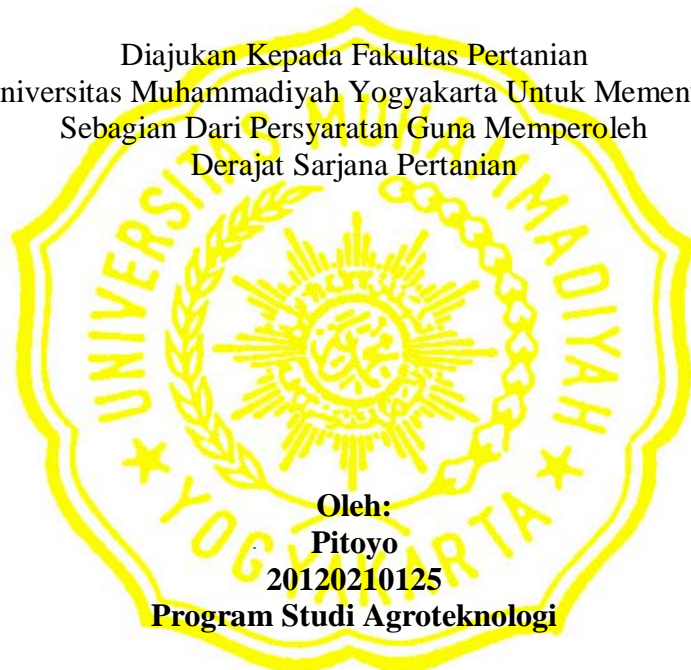 Diajukan Kepada Fakultas Pertanian
niversitas Muhammadiyah Yogyakarta Untuk Memen
Sebagian Dari Persyaratan Guna Memperoleh
Derajat Sarjana Pertanian
UNIVERSITAS MUHAMMADIYAH
YOGYAKARTA
Oleh:
Pitoyo
20120210125
Program Studi Agroteknologi